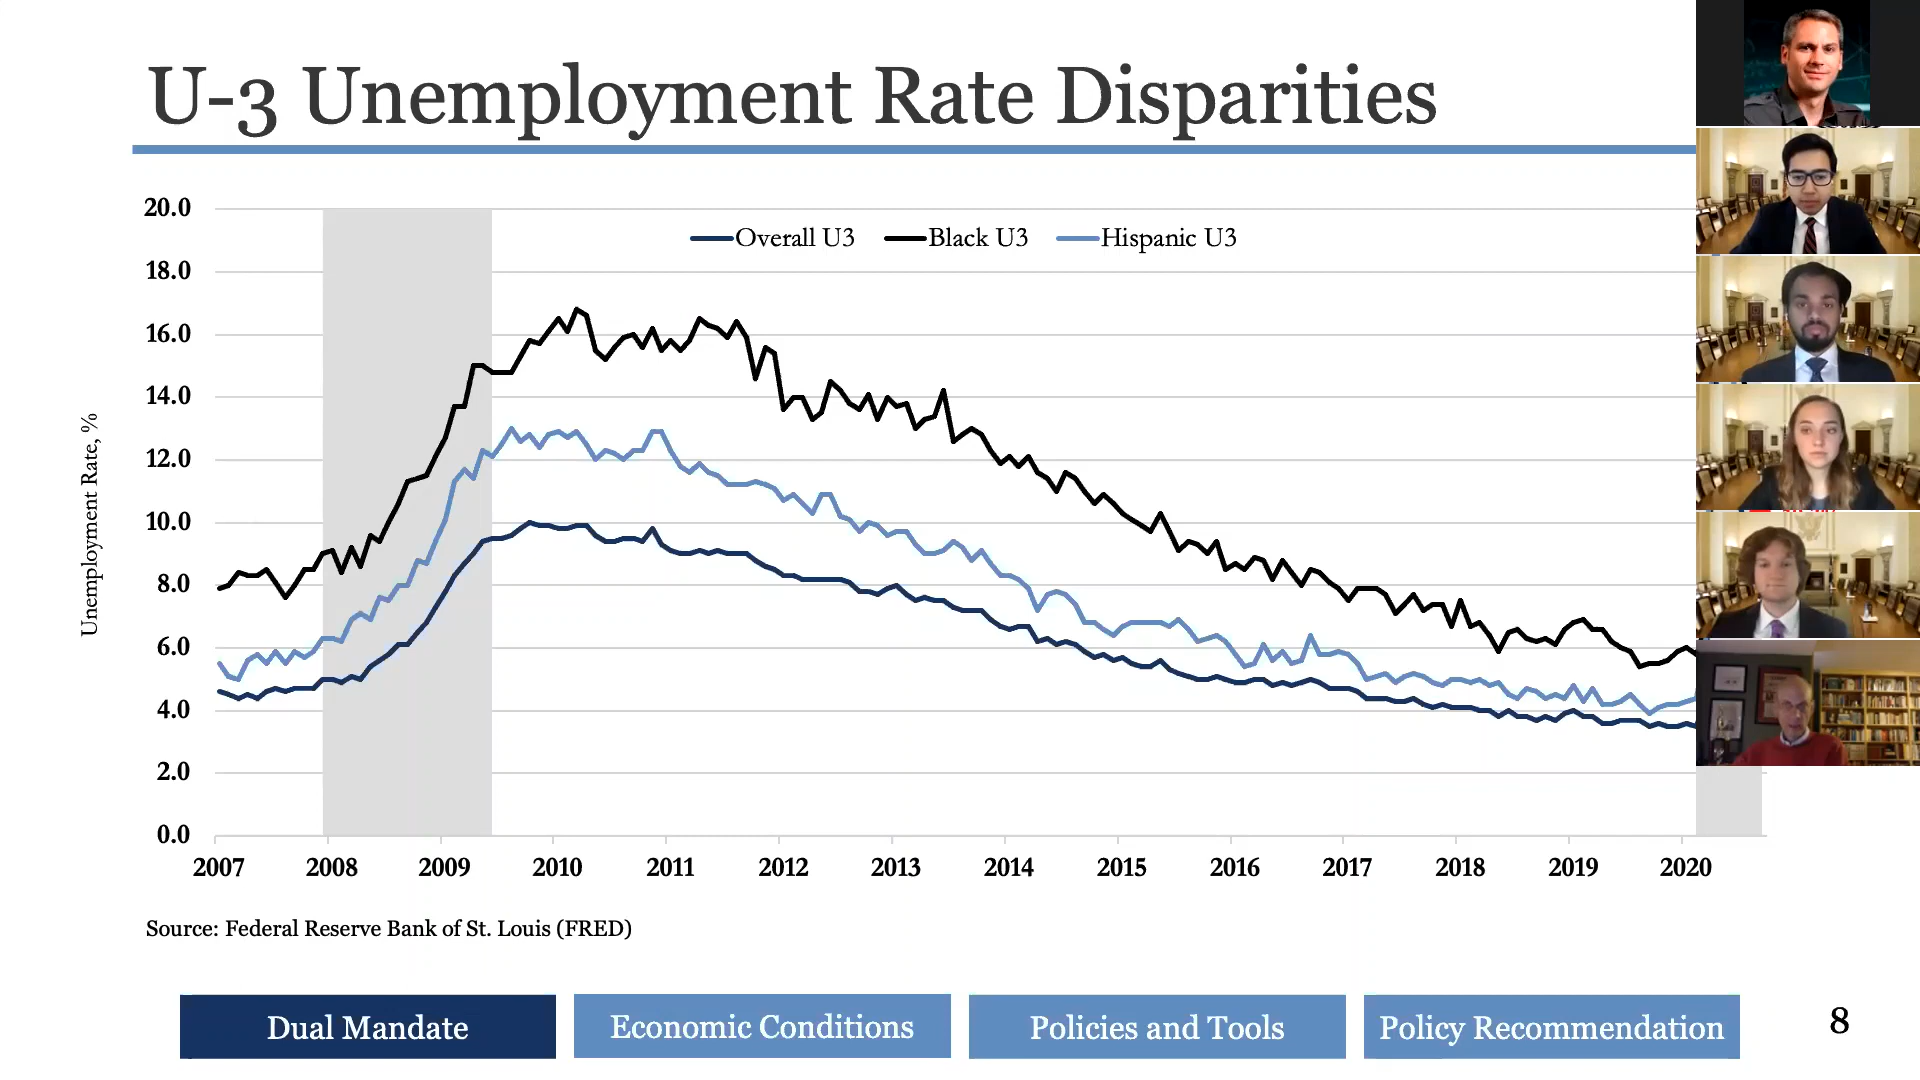 U-3 Unemployment Rate Disparities
Overall U3 Black U3 Hispanic U3
Unemployment Rate, %
20.0
18.0
16.0
14.0
12.0
10.0
8.0
6.0
4.0
2.0
0.0
2007 2008 2009 2010 2011 2012 2013 2014 2015 2016 2017 2018 2019 2020
Source: Federal Reserve Bank of St. Louis (FRED)
Dual Mandate Economic Conditions Policies and Tools Policy Recommendation 8